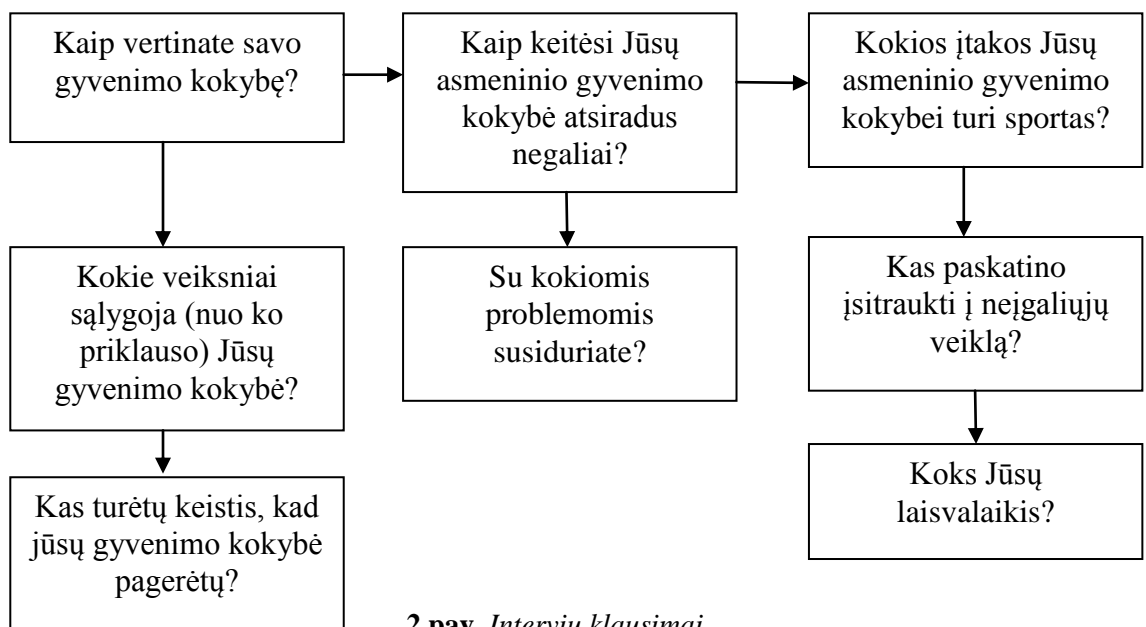 Kaip vertinate savo
gyvenimo kokybę?
Kaip keitėsi Jūsų
asmeninio gyvenimo
kokybė atsiradus
negaliai?
Kokios įtakos Jūsų
asmeninio gyvenimo
kokybei turi sportas?
Kokie veiksniai
sąlygoja (nuo ko
priklauso) Jūsų
gyvenimo kokybė?
Su kokiomis
problemomis
susiduriate?
Kas paskatino
įsitraukti į neįgaliųjų
veiklą?
Kas turėtų keistis, kad
jūsų gyvenimo kokybė
pagerėtų?
Koks Jūsų
laisvalaikis?
2 pav. Interviu klausimai